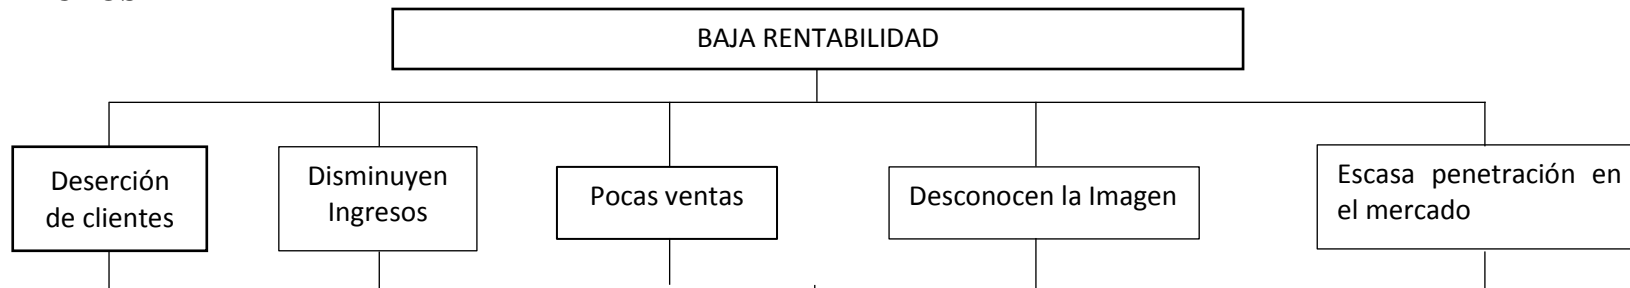 BAJA RENTABILIDAD
Deserción
de clientes
Disminuyen
Ingresos
Pocas ventas
Desconocen la Imagen
Escasa penetración en
el mercado